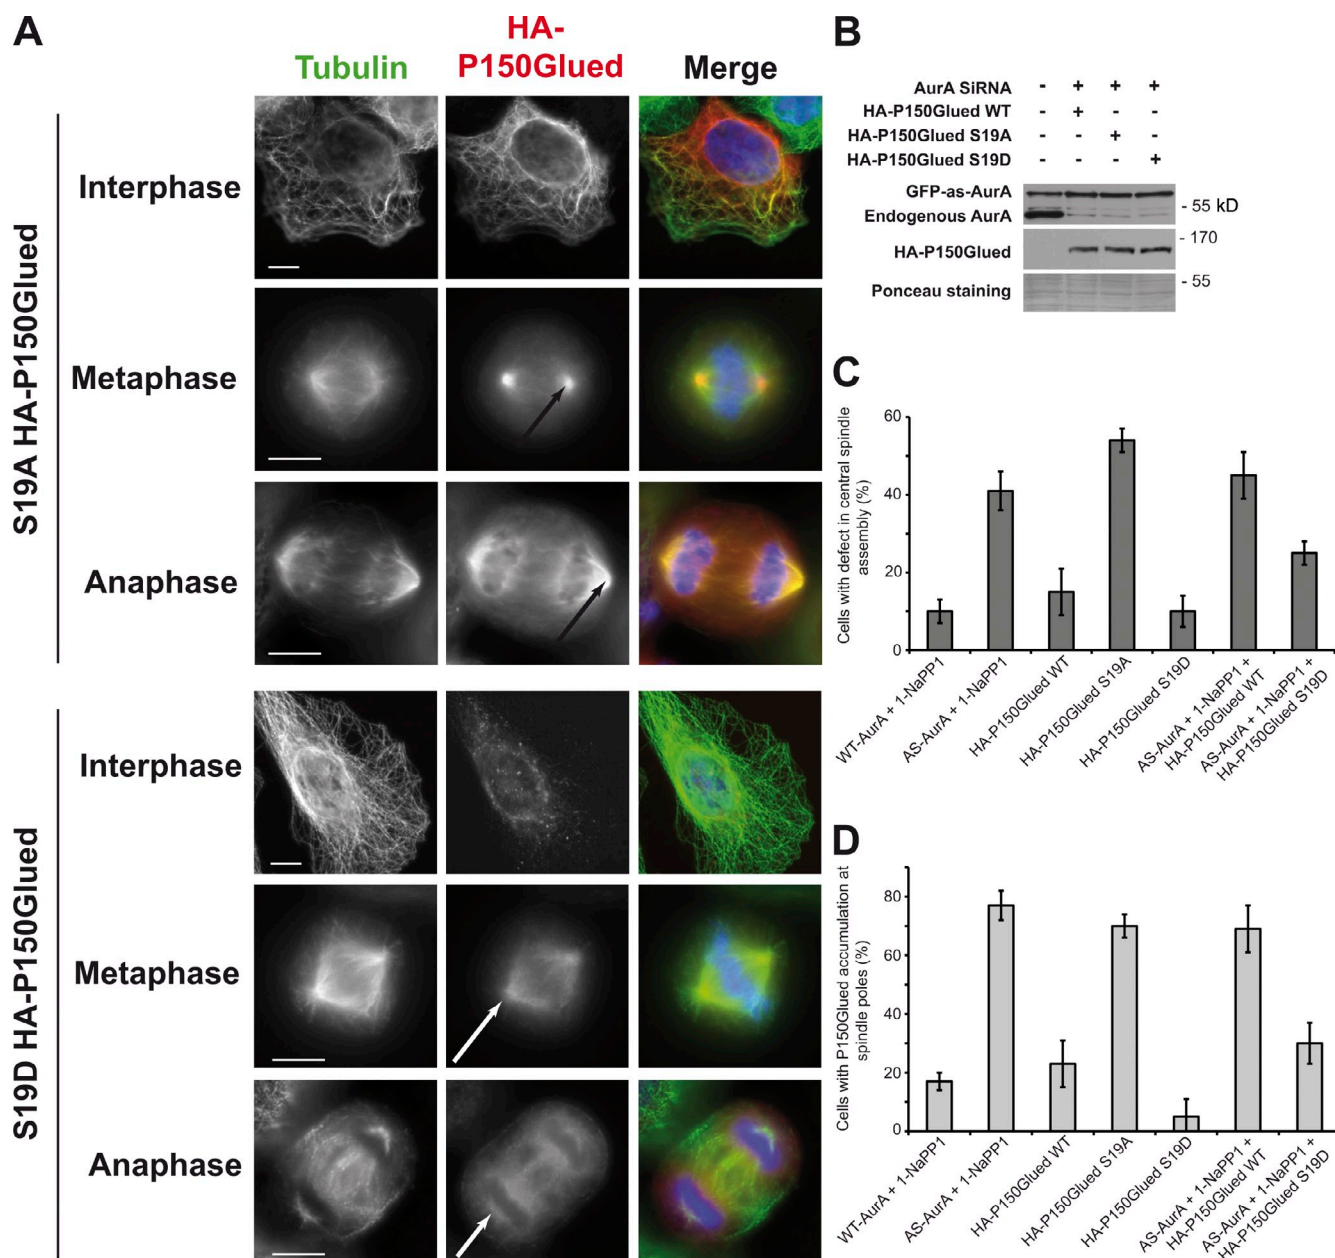 A
Tubulin
HA-
P150Glued
Merge
S19A HA-P150Glued
Interphase
Metaphase
Anaphase
S19D HA-P150Glued
Interphase
Metaphase
Anaphase
B
AurA SiRNA - + + +
HA-P150Glued WT - + - -
HA-P150Glued S19A - - + -
HA-P150Glued S19D - - - +
GFP-as-AurA
Endogenous AurA
- 55 kD
HA-P150Glued
- 170
Ponceau staining
- 55
C
Cells with defect in central spindle
assembly (%)
60
40
20
0
WT-AurA + 1-NaPP1
AS-AurA + 1-NaPP1
HA-P150Glued WT
HA-P150Glued S19A
HA-P150Glued S19D
AS-AurA + 1-NaPP1 +
HA-P150Glued WT
AS-AurA + 1-NaPP1 +
HA-P150Glued S19D
D
Cells with P150Glued accumulation at
spindle poles (%)
80
60
40
20
0
WT-AurA + 1-NaPP1
AS-AurA + 1-NaPP1
HA-P150Glued WT
HA-P150Glued S19A
HA-P150Glued S19D
AS-AurA + 1-NaPP1 +
HA-P150Glued WT
AS-AurA + 1-NaPP1 +
HA-P150Glued S19D